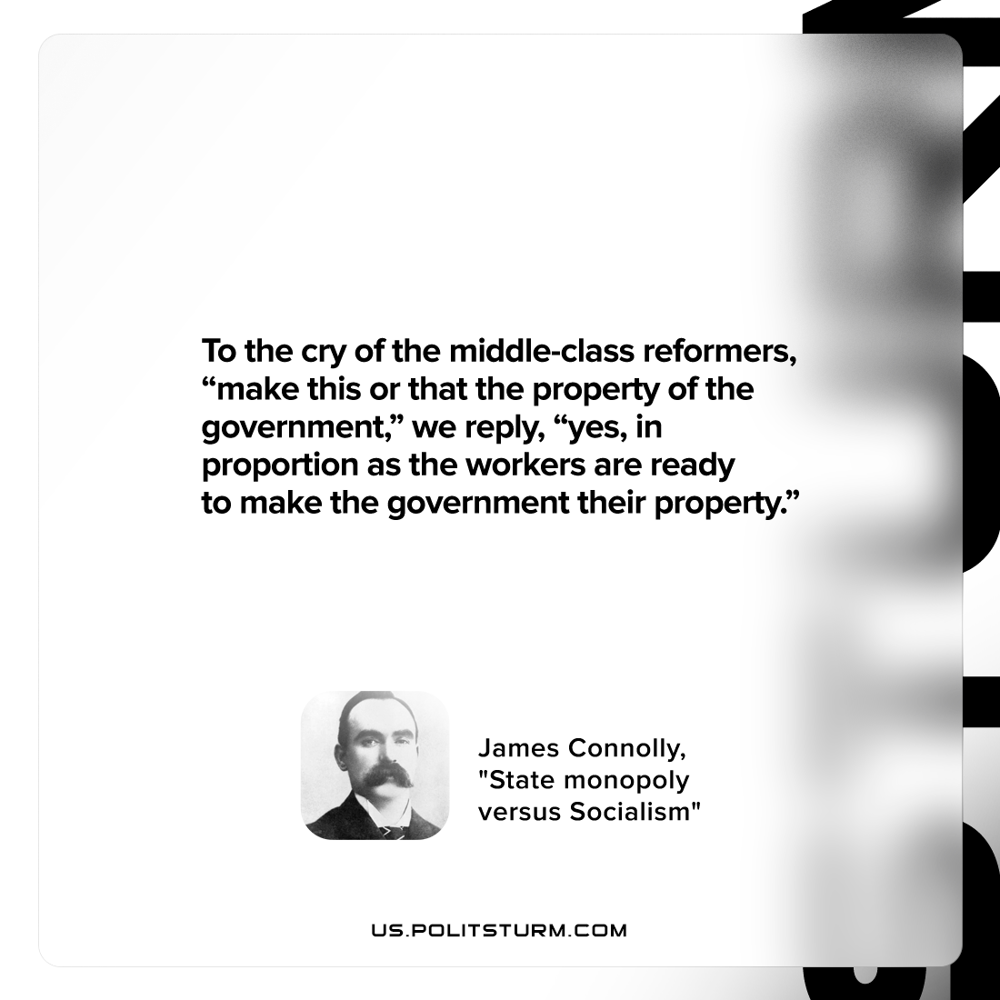 To the cry of the middle-class reformers,
“make this or that the property of the
government,” we reply, “yes, in
proportion as the workers are ready
to make the government their property.”
James Connolly,
"State monopoly
versus Socialism"
US.POLITSTURM.COM